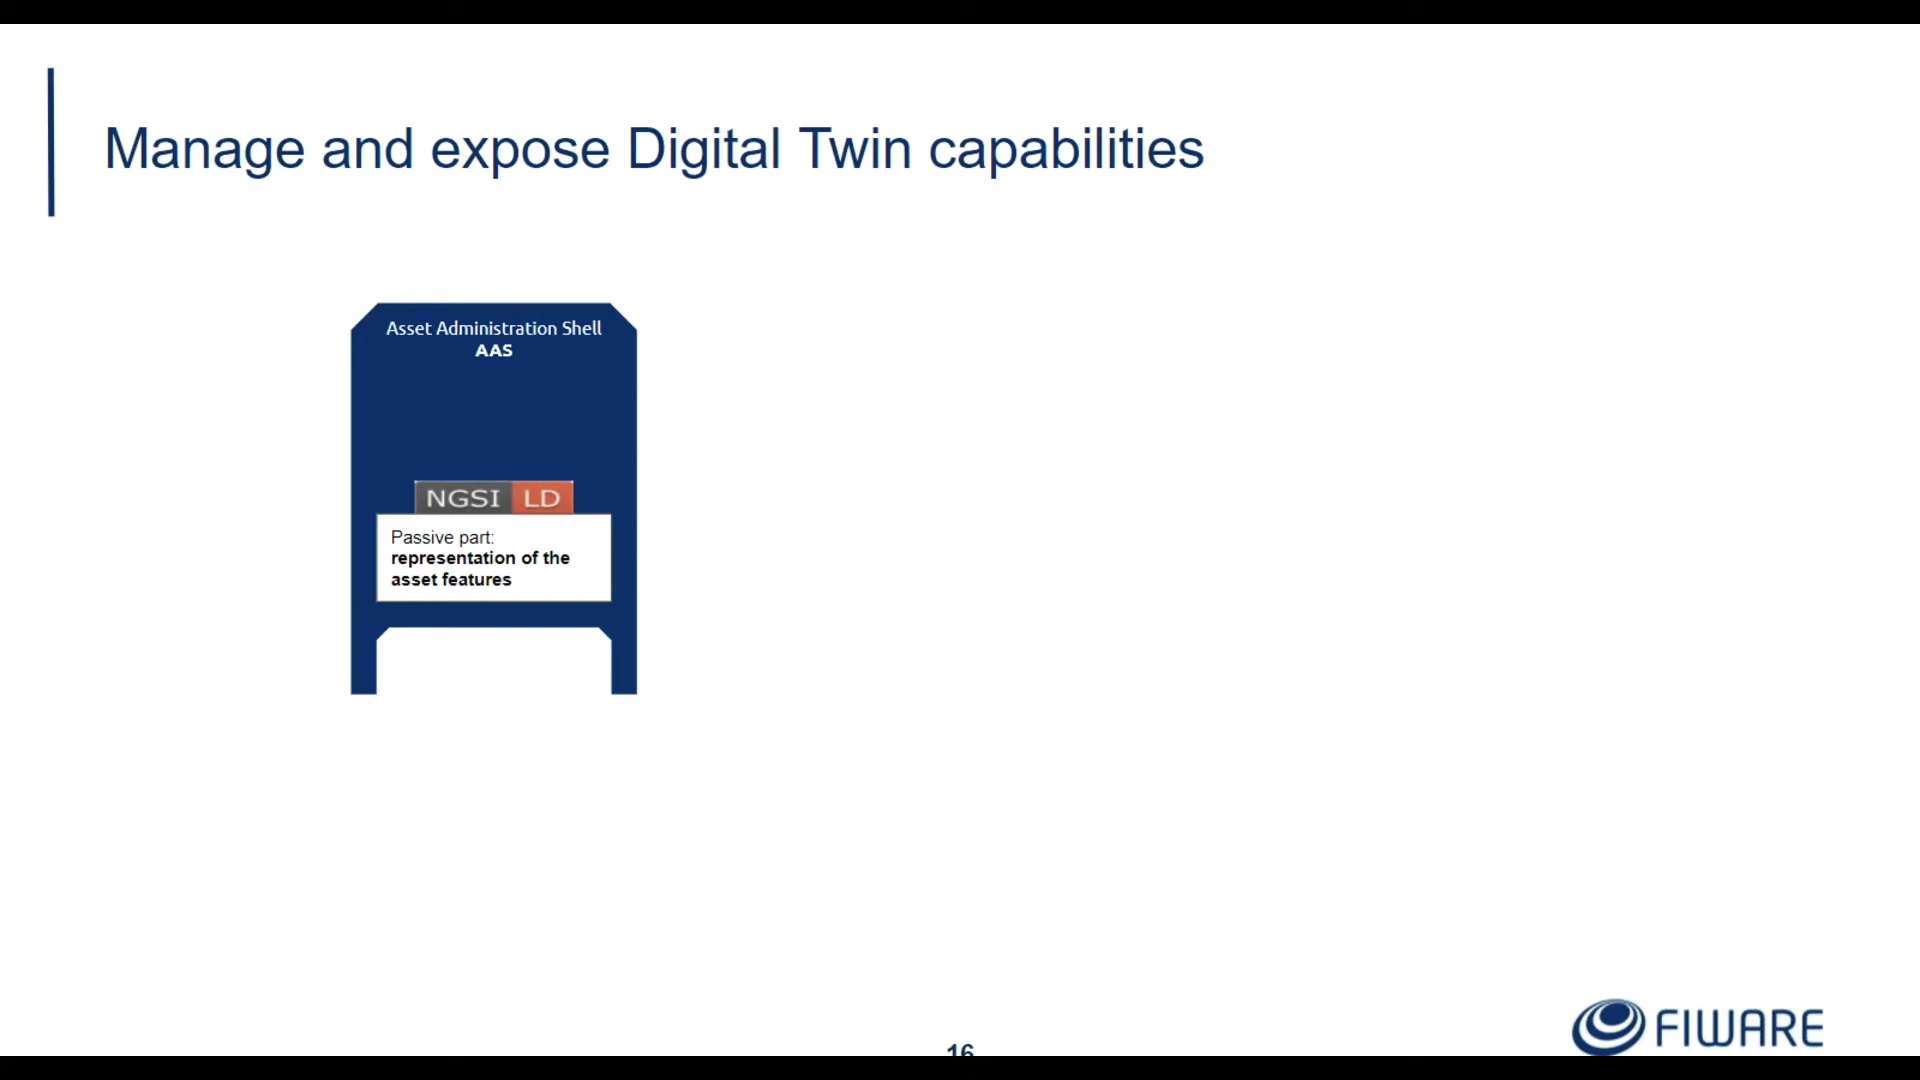 Manage and expose Digital Twin capabilities
Asset Administration Shell
AAS
NGSI LD
Passive part:
representation of the
asset features
16
FIWARE